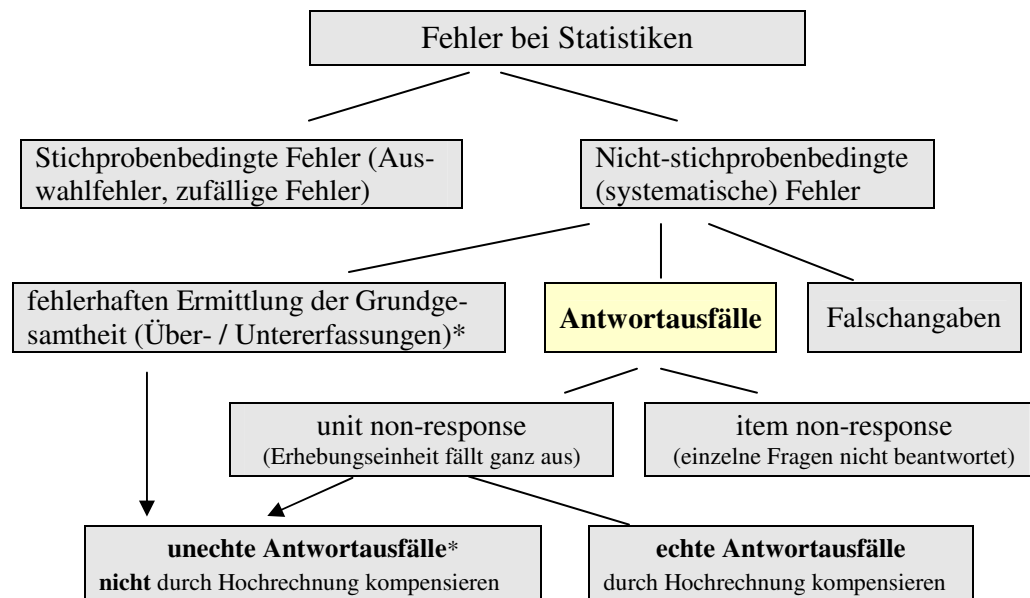 Fehler bei Statistiken
Stichprobenbedingte Fehler (Aus-
wahlfehler, zufällige Fehler)
Nicht-stichprobenbedingte
(systematische) Fehler
fehlerhaften Ermittlung der Grundge-
samtheit (Über- / Untererfassungen)*
Antwortausfälle
Falschangaben
unit non-response
(Erhebungseinheit fällt ganz aus)
item non-response
(einzelne Fragen nicht beantwortet)
unechte Antwortausfälle*
nicht durch Hochrechnung kompensieren
echte Antwortausfälle
durch Hochrechnung kompensieren